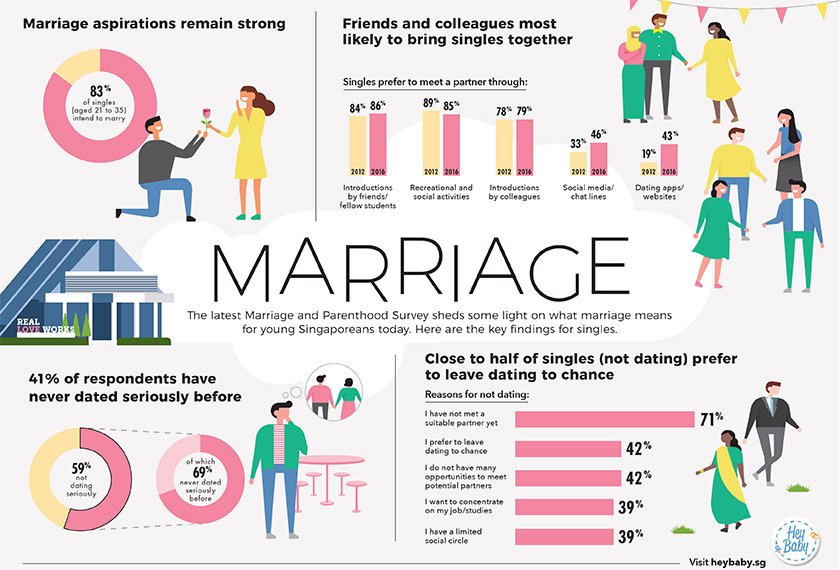 Marriage aspirations remain strong
83%
of singles
(aged 21 to 35)
intend to marry
Friends and colleagues most
likely to bring singles together
Singles prefer to meet a partner through:
84% 86%
2012 2016
Introductions
by friends/
fellow students
89% 85%
2012 2016
Recreational and
social activities
78% 79%
2012 2016
Introductions
by colleagues
33% 46%
2012 2016
Social media/
chat lines
19% 43%
2012 2016
Dating apps/
websites
REAL
LOVE WORKS
MARRIAGE
The latest Marriage and Parenthood Survey sheds some light on what marriage means
for young Singaporeans today. Here are the key findings for singles.
41% of respondents have
never dated seriously before
59%
not
dating
seriously
of which
69%
never dated
seriously
before
Close to half of singles (not dating) prefer
to leave dating to chance
Reasons for not dating:
I have not met a
suitable partner yet
71%
I prefer to leave
dating to chance
42%
I do not have many
opportunities to meet
potential partners
42%
I want to concentrate
on my job/studies
39%
I have a limited
social circle
39%
Hey
Baby
Visit heybaby.sg